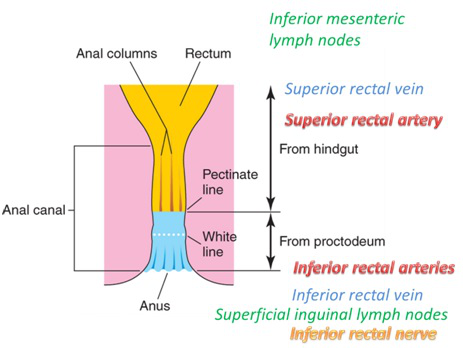 Inferior mesenteric
lymph nodes
Anal columns
Rectum
Superior rectal vein
Superior rectal artery
From hindgut
Pectinate
line
Anal canal
White
line
From proctodeum
Inferior rectal arteries
Anus
Inferior rectal vein
Superficial inguinal lymph nodes
Inferior rectal nerve